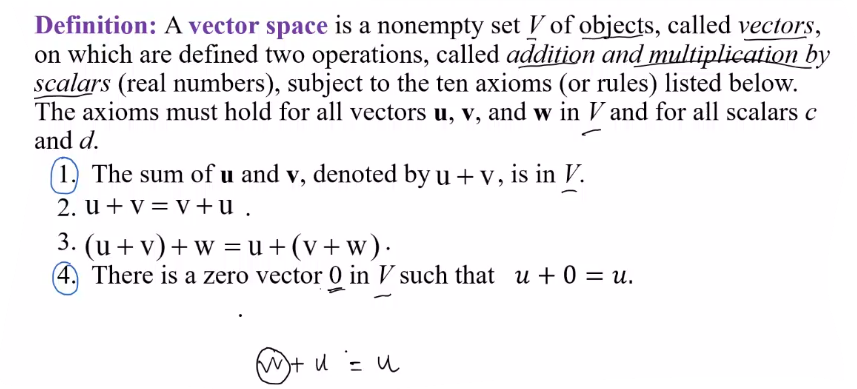 Definition: A vector space is a nonempty set V of objects, called vectors,
on which are defined two operations, called addition and multiplication by
scalars (real numbers), subject to the ten axioms (or rules) listed below.
The axioms must hold for all vectors u, v, and w in V and for all scalars c
and d.
1. The sum of u and v, denoted by u + v, is in V.
2. u + v = v + u .
3. (u + v) + w = u + (v + w) .
4. There is a zero vector 0 in V such that u + 0 = u.
w + u = u